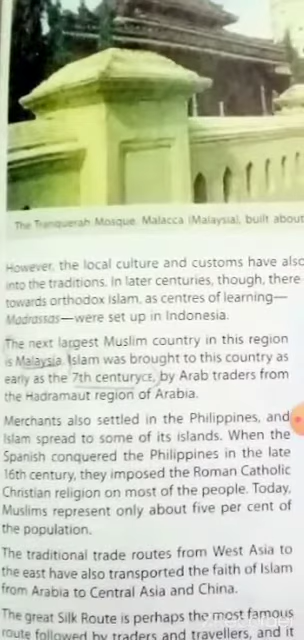 The Tranquerah Mosque, Malacca (Malaysia), built about
However, the local culture and customs have also
into the traditions. In later centuries, though, there
towards orthodox Islam, as centres of learning—
Madrassas—were set up in Indonesia.
The next largest Muslim country in this region
is Malaysia. Islam was brought to this country as
early as the 7th centuryCE, by Arab traders from
the Hadramaut region of Arabia.
Merchants also settled in the Philippines, and
Islam spread to some of its islands. When the
Spanish conquered the Philippines in the late
16th century, they imposed the Roman Catholic
Christian religion on most of the people. Today,
Muslims represent only about five per cent of
the population.
The traditional trade routes from West Asia to
the east have also transported the faith of Islam
from Arabia to Central Asia and China.
The great Silk Route is perhaps the most famous
route followed by traders and travellers, and it